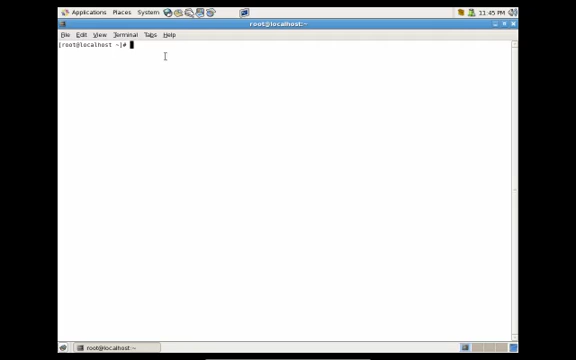 Applications Places System 11:45 PM
root@localhost:~
File Edit View Terminal Tabs Help
[root@localhost ~]#
root@localhost:~